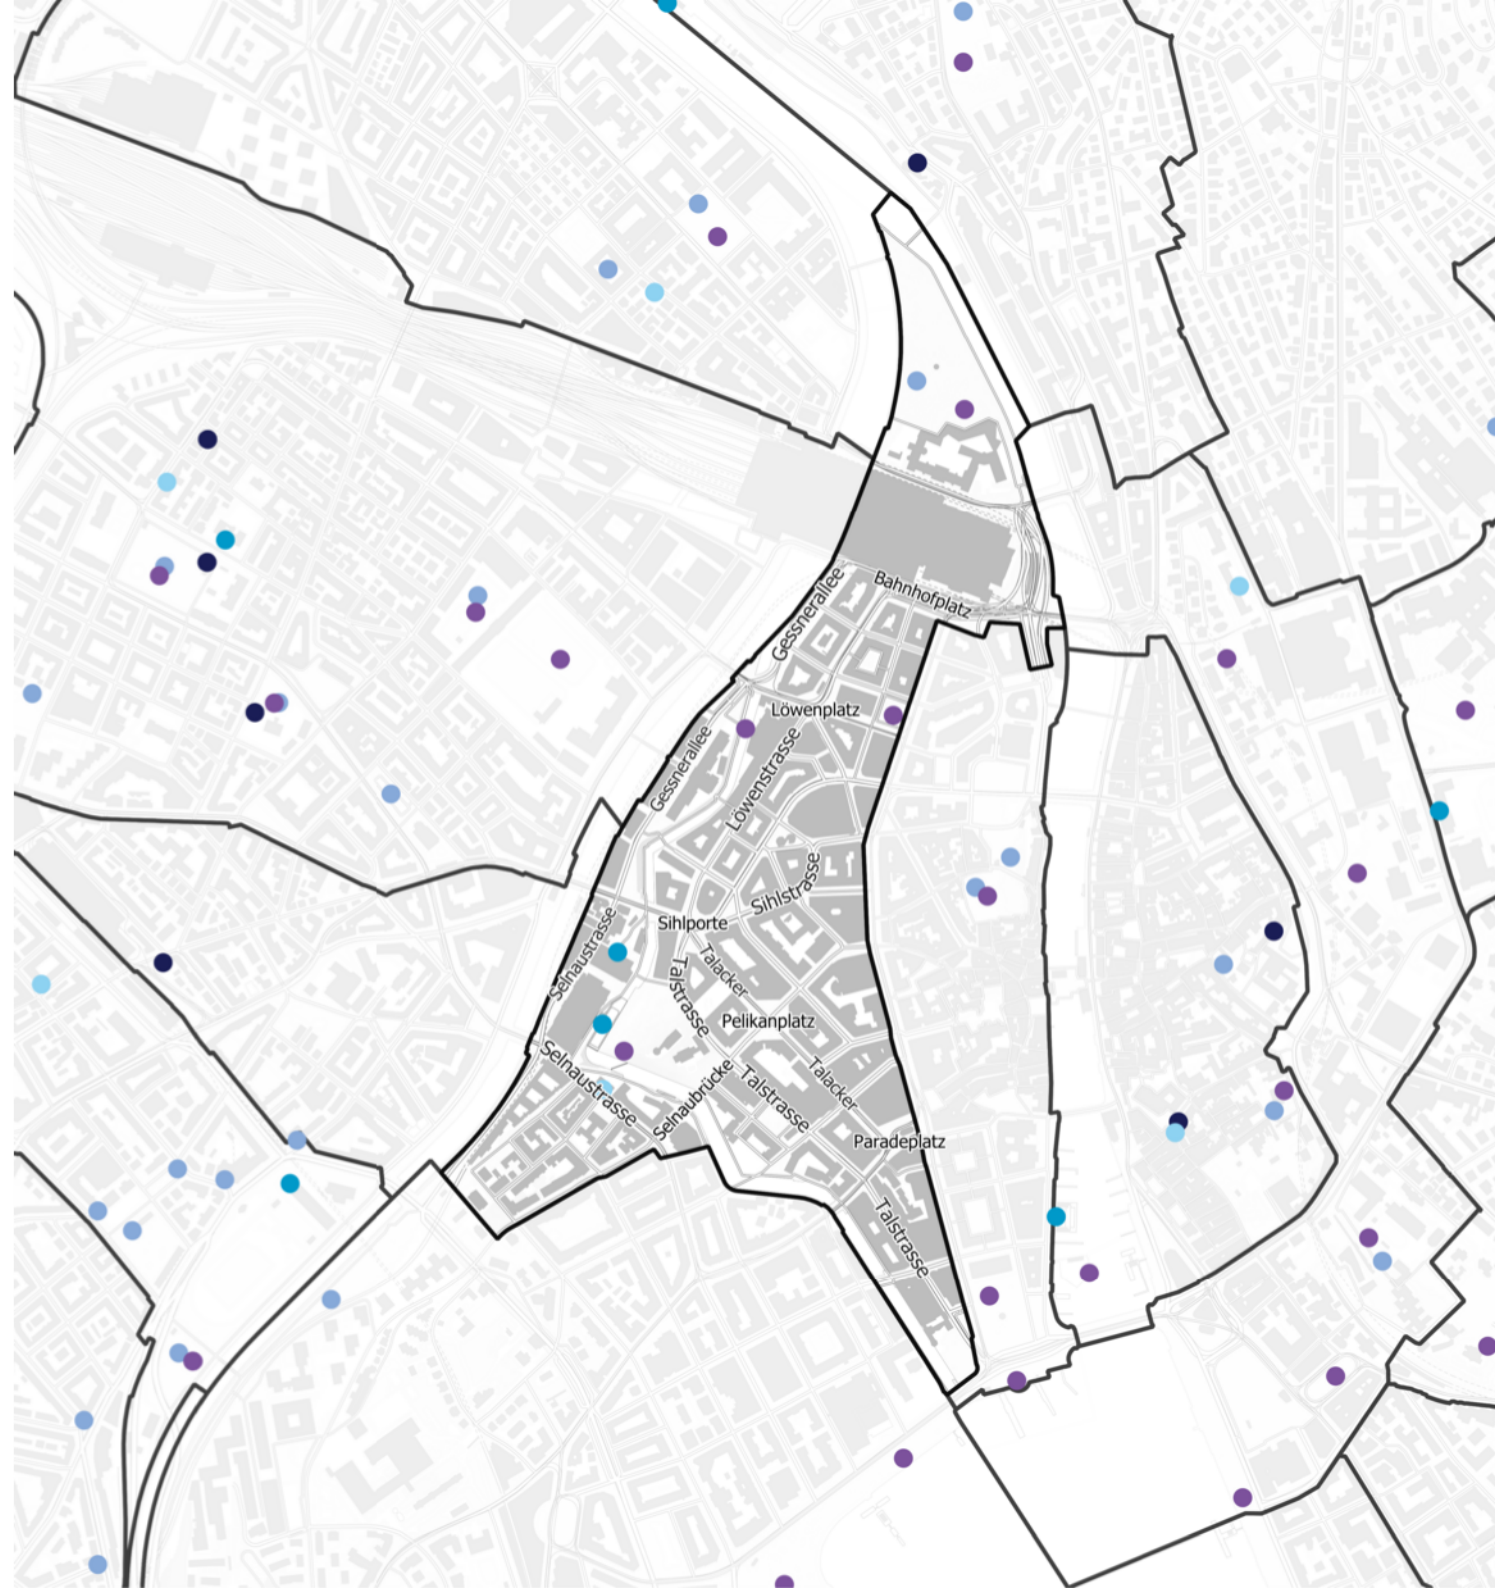 Gessnerallee
Bahnhofplatz
Löwenplatz
Gessnerallee
Löwenstrasse
Sihlstrasse
Sihlporte
Selnaustrasse
Talacker
Talstrasse
Pelikanplatz
Selnaustrasse
Selnaubrücke
Talstrasse
Talacker
Paradeplatz
Talstrasse